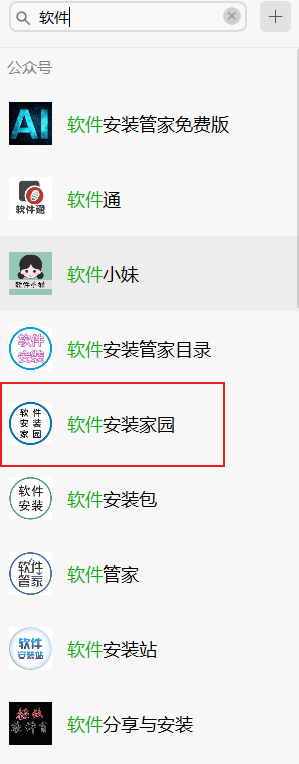 软件
公众号
AI
软件安装管家免费版
软件通
软件通
软件小妹
软件小妹
软件
安装
软件安装管家目录
软件
安装
家园
软件安装家园
软件
安装
软件安装包
软件
管家
软件管家
软件
安装站
软件安装站
软件分享与安装